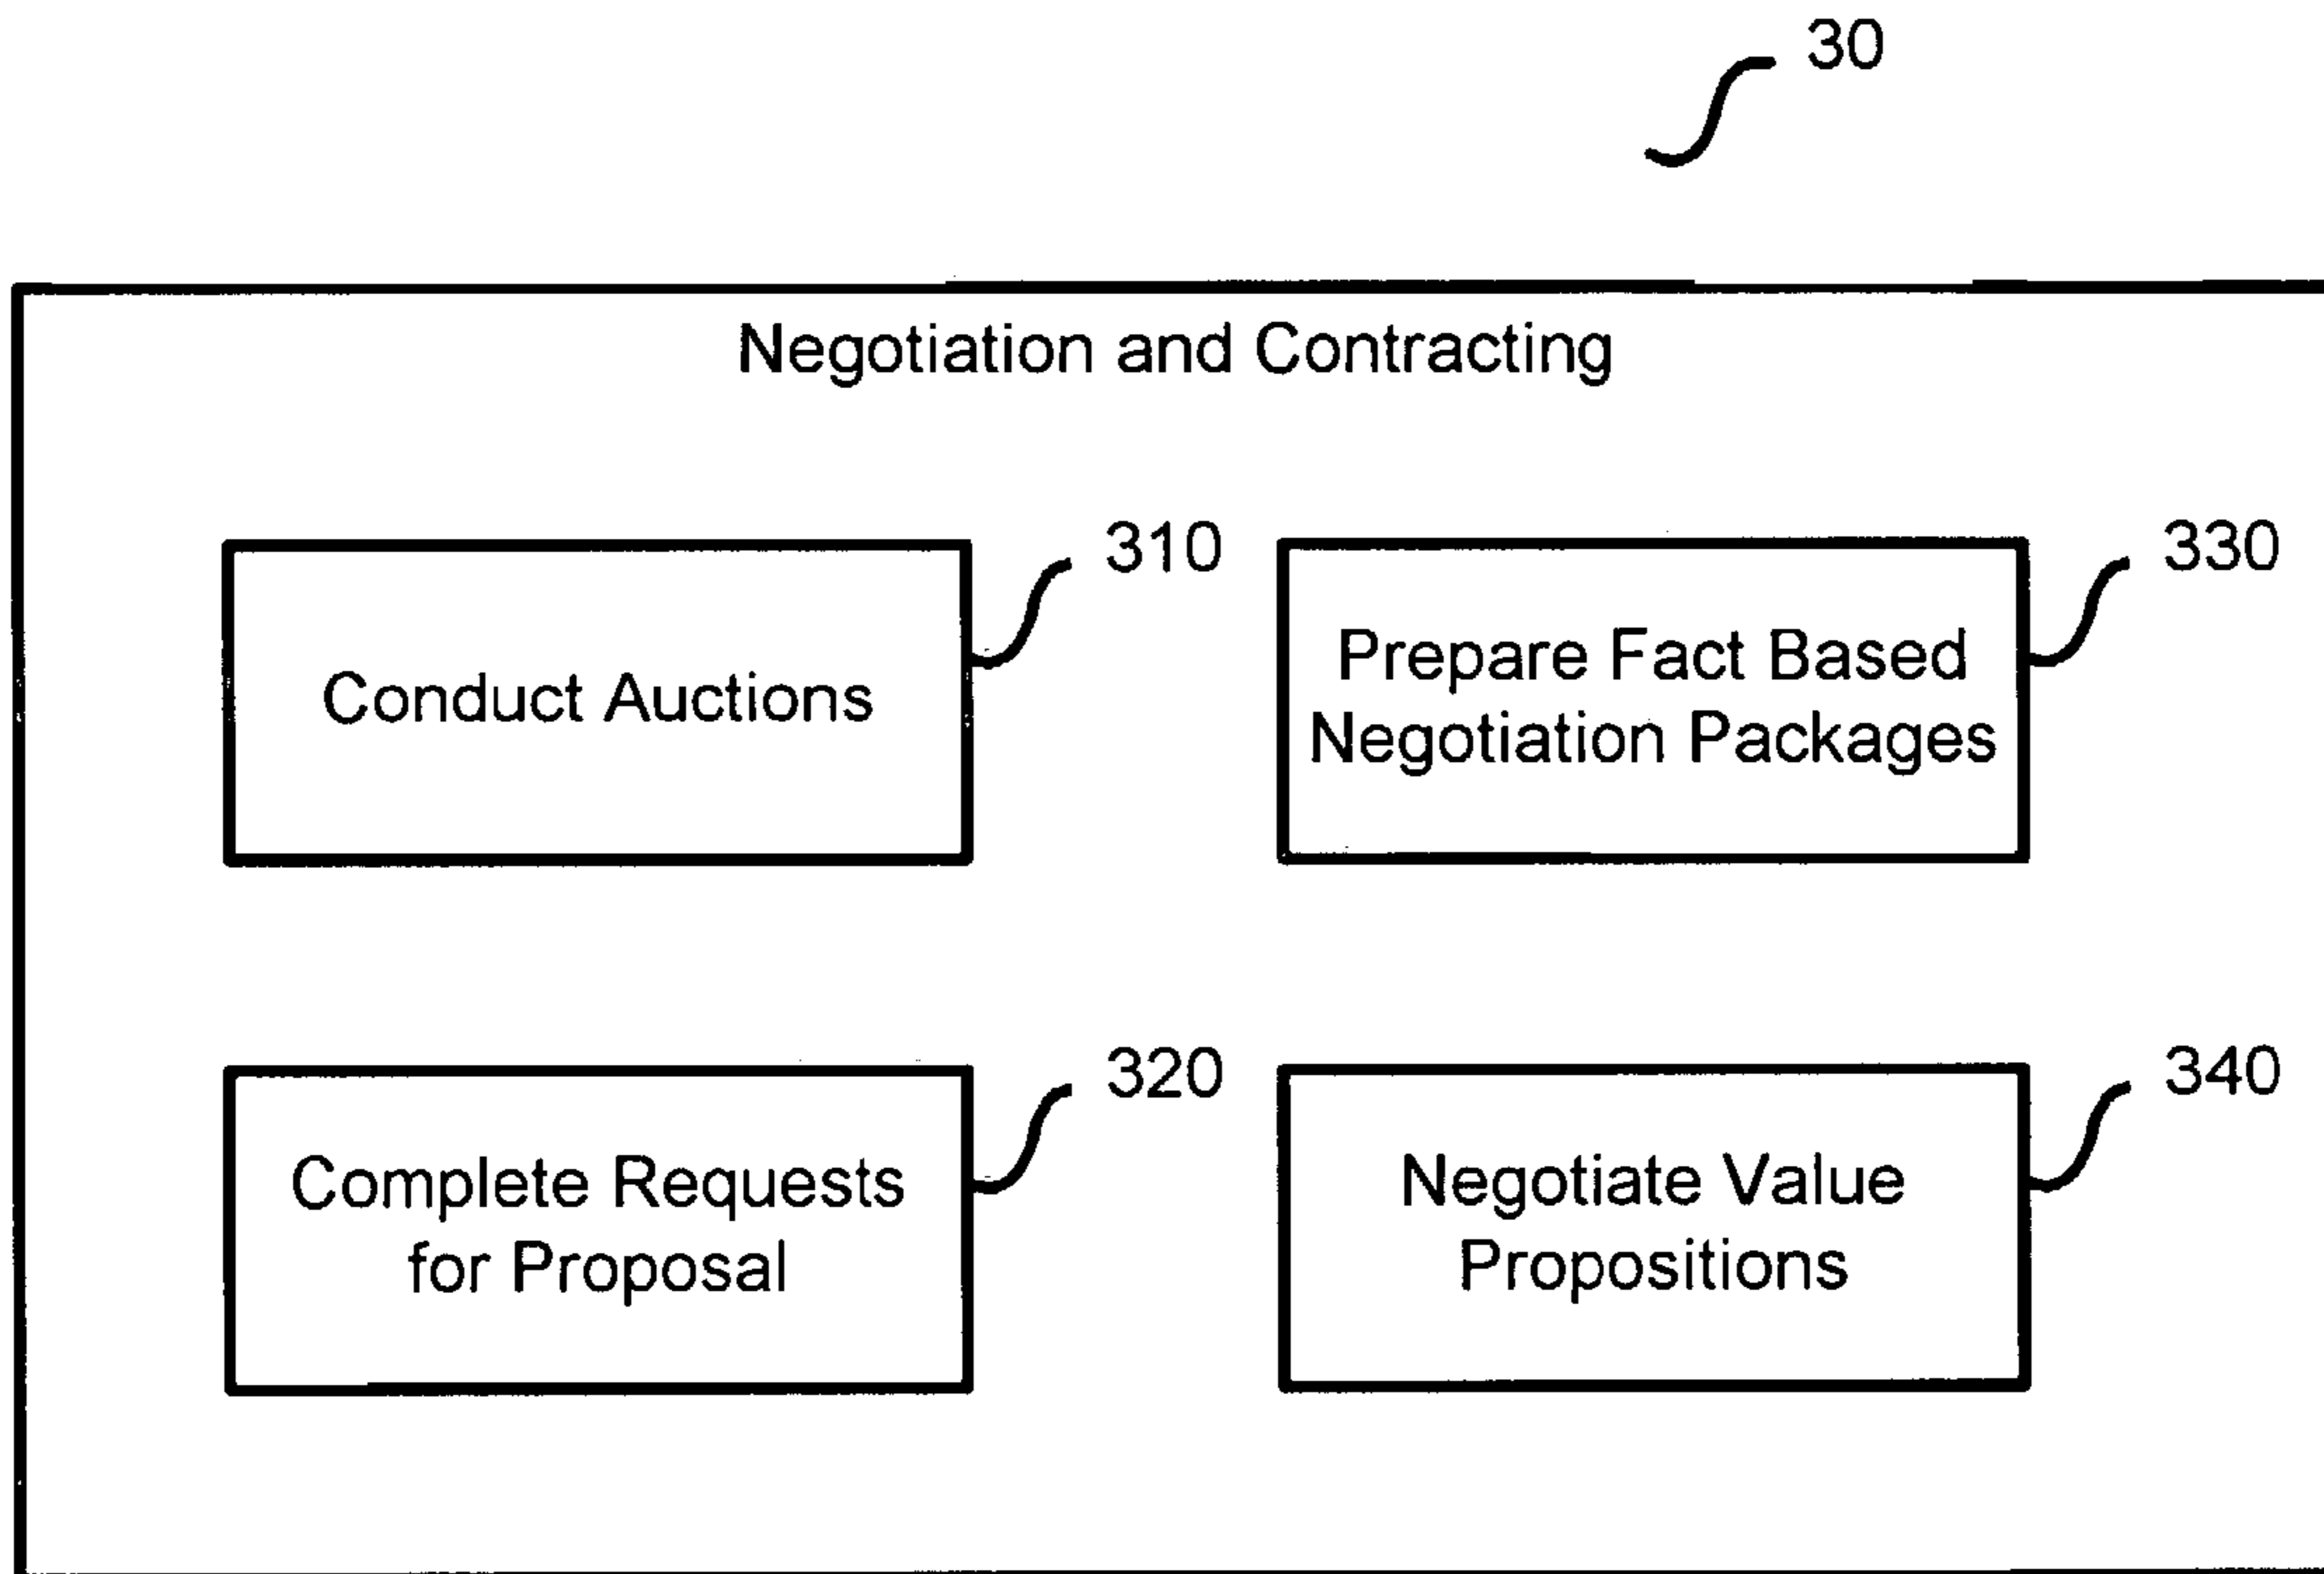 30
Negotiation and Contracting
310
Conduct Auctions
330
Prepare Fact Based
Negotiation Packages
320
Complete Requests
for Proposal
340
Negotiate Value
Propositions